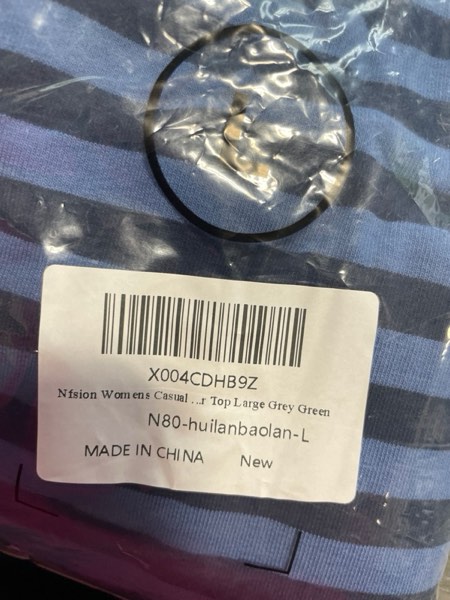 X004CDHB9Z
Nfsion Womens Casual ...r Top Large Grey Green
N80-huilanbaolan-L
MADE IN CHINA New